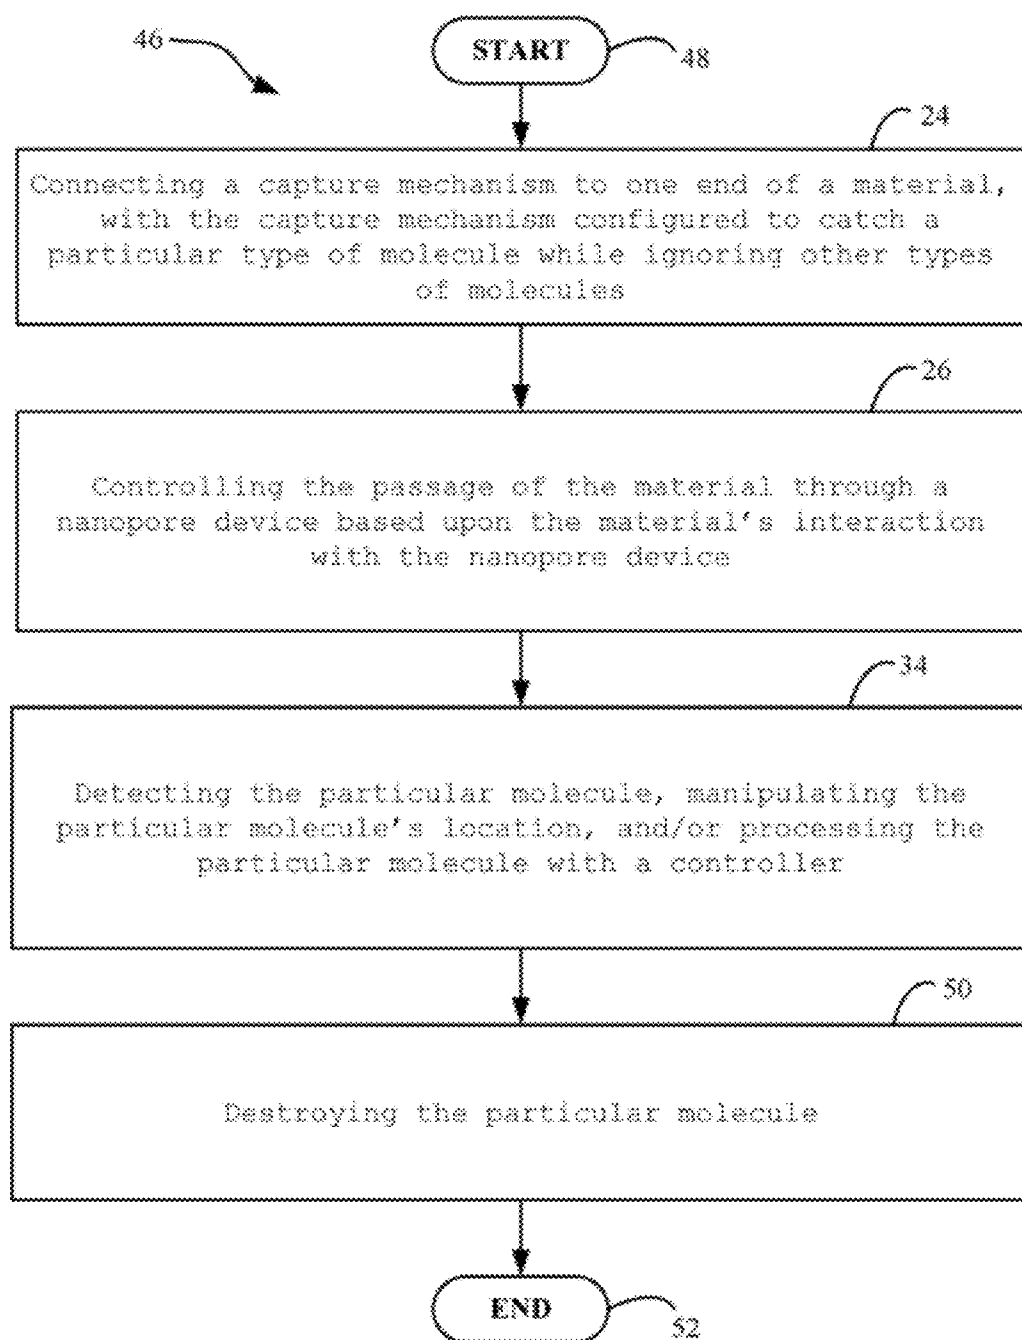 46
START
48
24
Connecting a capture mechanism to one end of a material,
with the capture mechanism configured to catch a
particular type of molecule while ignoring other types
of molecules
26
Controlling the passage of the material through a
nanopore device based upon the material's interaction
with the nanopore device
34
Detecting the particular molecule, manipulating the
particular molecule's location, and/or processing the
particular molecule with a controller
50
Destroying the particular molecule
END
52